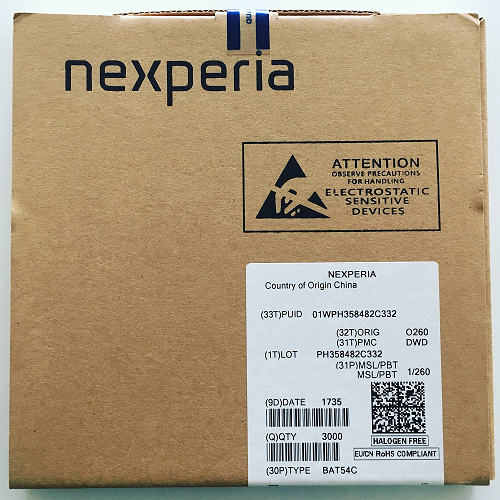 nexperia
ATTENTION
OBSERVE PRECAUTIONS
FOR HANDLING
ELECTROSTATIC
SENSITIVE
DEVICES
NEXPERIA
Country of Origin China
(33T)PUID 01WPH358482C332
(32T)ORIG O260
(31T)PMC DWD
(1T)LOT PH358482C332
(31P)MSL/PBT
MSL/PBT 1/260
(9D)DATE 1735
(Q)QTY 3000
HALOGEN FREE
EU/CN RoHS COMPLIANT
(30P)TYPE BAT54C